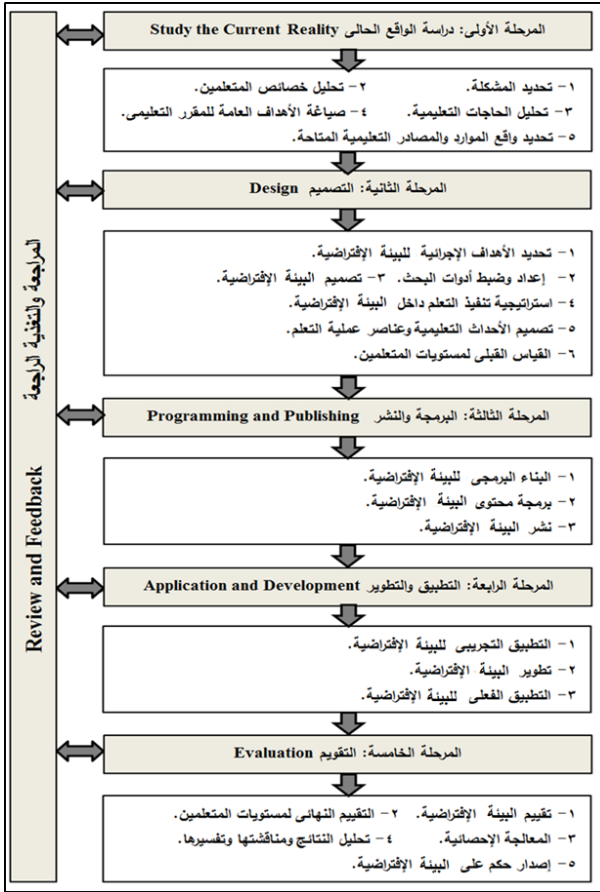 المرحلة الأولى: دراسة الواقع الحالى Study the Current Reality
١- تحديد المشكلة. ٢- تحليل خصائص المتعلمين.
٣- تحليل الحاجات التعليمية. ٤- صياغة الأهداف العامة للمقرر التعليمى.
٥- تحديد واقع الموارد والمصادر التعليمية المتاحة.
المرحلة الثانية: التصميم Design
١- تحديد الأهداف الإجرائية للبيئة الإفتراضية.
٢- إعداد وضبط أدوات البحث. ٣- تصميم البيئة الإفتراضية.
٤- استراتيجية تنفيذ التعلم داخل البيئة الإفتراضية.
٥- تصميم الأحداث التعليمية وعناصر عملية التعلم.
٦- القياس القبلى لمستويات المتعلمين.
المرحلة الثالثة: البرمجة والنشر Programming and Publishing
١- البناء البرمجى للبيئة الإفتراضية.
٢- برمجة محتوى البيئة الإفتراضية.
٣- نشر البيئة الإفتراضية.
المرحلة الرابعة: التطبيق والتطوير Application and Development
١- التطبيق التجريبى للبيئة الإفتراضية.
٢- تطوير البيئة الإفتراضية.
٣- التطبيق الفعلى للبيئة الإفتراضية.
المرحلة الخامسة: التقويم Evaluation
١- تقييم البيئة الإفتراضية. ٢- التقييم النهائى لمستويات المتعلمين.
٣- المعالجة الإحصائية. ٤- تحليل النتائج ومناقشتها وتفسيرها.
٥- إصدار حكم على البيئة الإفتراضية.
المراجعة والتغذية الراجعة Review and Feedback